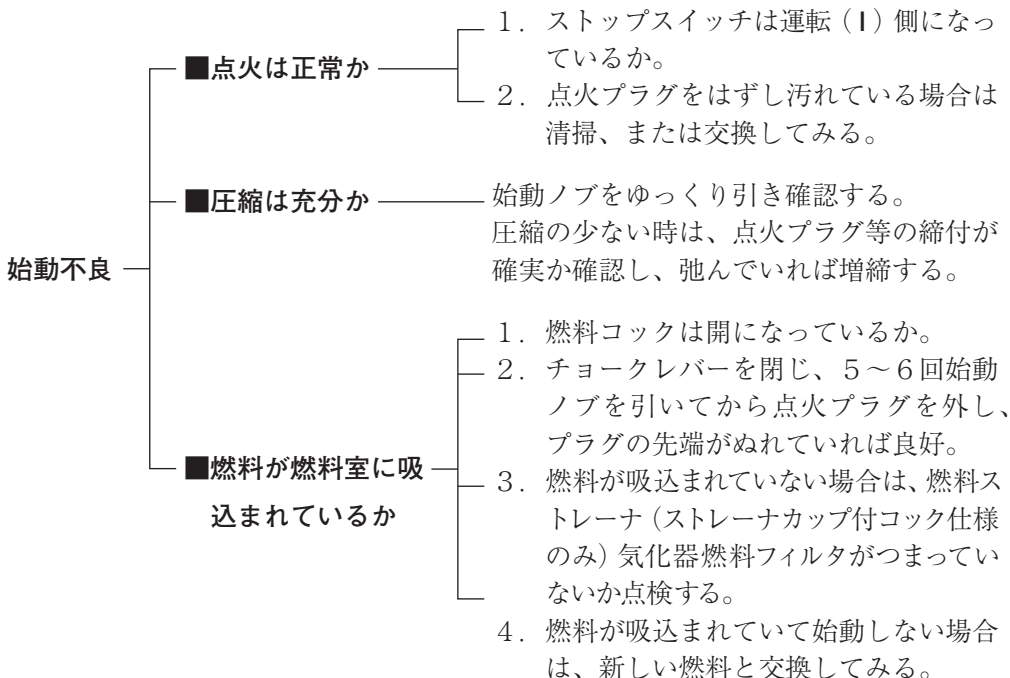 始動不良
■点火は正常か
1．ストップスイッチは運転（I）側になっ
ているか。
2．点火プラグをはずし汚れている場合は
清掃、または交換してみる。
■圧縮は充分か
始動ノブをゆっくり引き確認する。
圧縮の少ない時は、点火プラグ等の締付が
確実か確認し、弛んでいれば増締する。
■燃料が燃料室に吸
込まれているか
1．燃料コックは開になっているか。
2．チョークレバーを閉じ、5～6回始動
ノブを引いてから点火プラグを外し、
プラグの先端がぬれていれば良好。
3．燃料が吸込まれていない場合は、燃料ス
トレーナ（ストレーナカップ付コック仕様
のみ）気化器燃料フィルタがつまってい
ないか点検する。
4．燃料が吸込まれていて始動しない場合
は、新しい燃料と交換してみる。